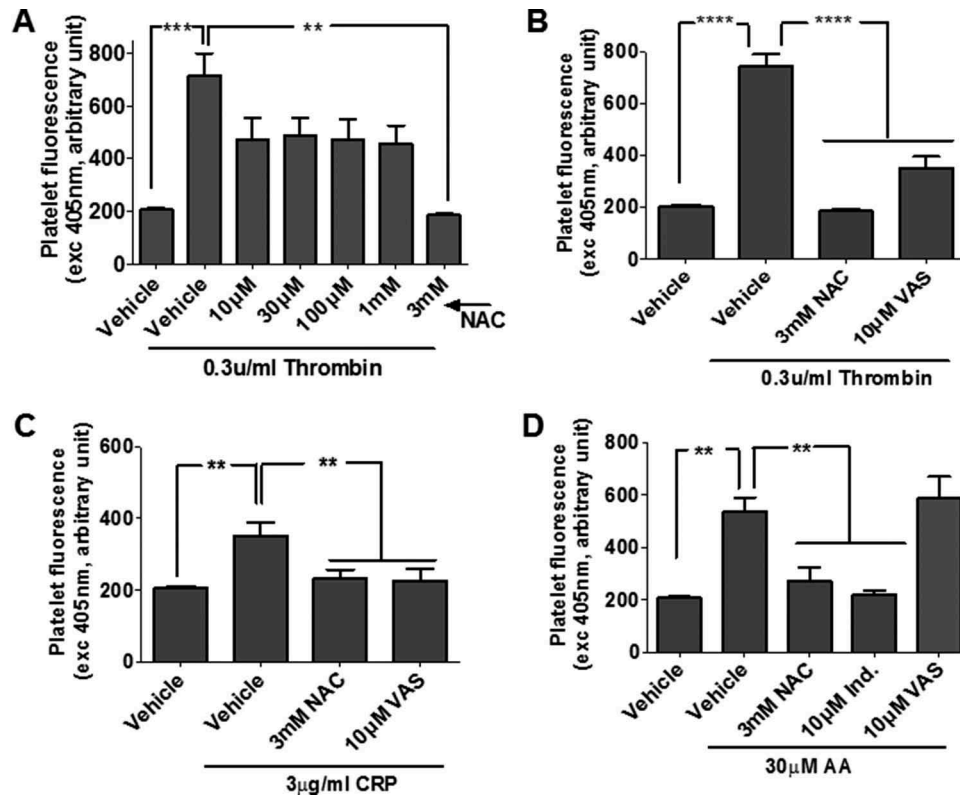 A
Platelet fluorescence
(exc 405nm, arbitrary unit)
800
600
400
200
0
***
**
Vehicle
Vehicle
10µM
30µM
100µM
1mM
3mM
NAC
0.3u/ml Thrombin
B
Platelet fluorescence
(exc 405nm, arbitrary unit)
800
600
400
200
0
****
****
Vehicle
Vehicle
3mM NAC
10µM VAS
0.3u/ml Thrombin
C
Platelet fluorescence
(exc 405nm, arbitrary unit)
600
400
200
0
**
**
Vehicle
Vehicle
3mM NAC
10µM VAS
3µg/ml CRP
D
Platelet fluorescence
(exc 405nm, arbitrary unit)
800
600
400
200
0
**
**
Vehicle
Vehicle
3mM NAC
10µM Ind.
10µM VAS
30µM AA